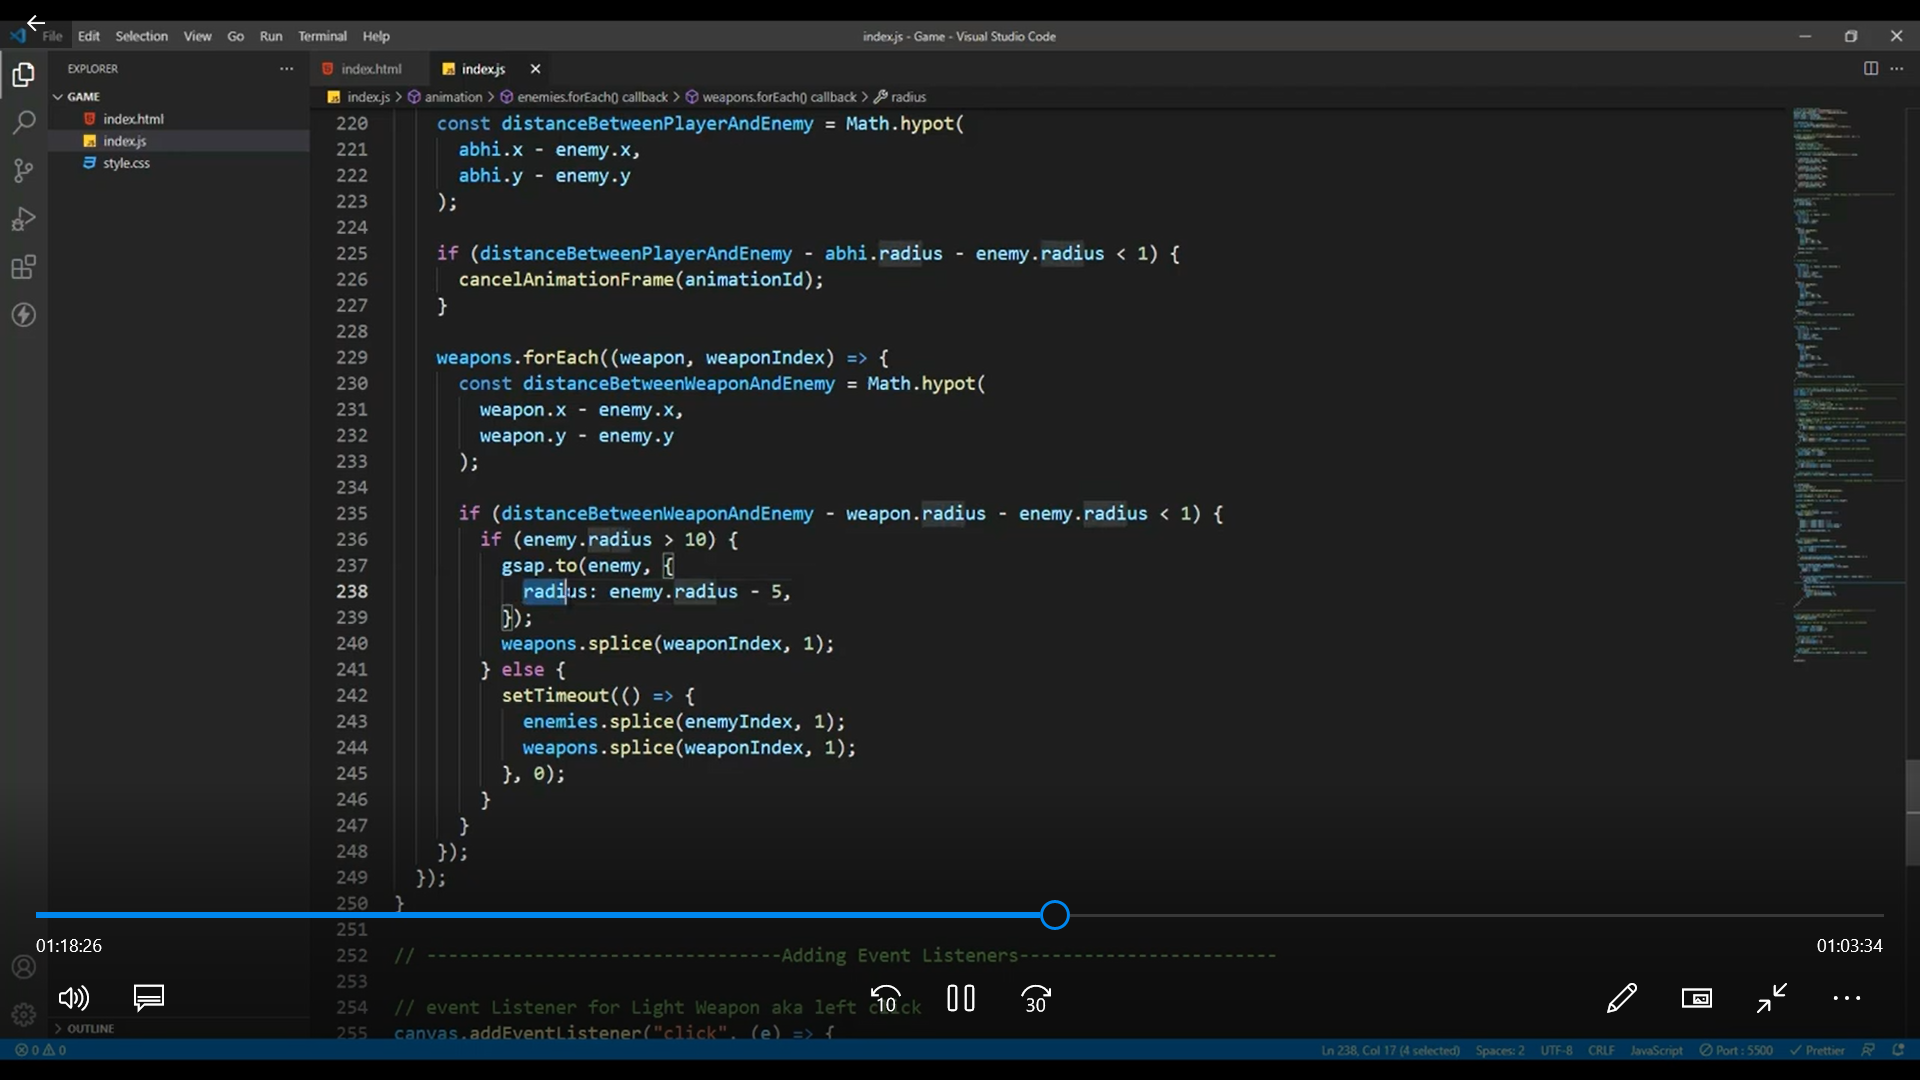 File Edit Selection View Go Run Terminal Help
index.js - Game - Visual Studio Code
EXPLORER
index.html
index.js
GAME
index.html
index.js
style.css
index.js > animation > enemies.forEach() callback > weapons.forEach() callback > radius
220 const distanceBetweenPlayerAndEnemy = Math.hypot(
221 abhi.x - enemy.x,
222 abhi.y - enemy.y
223 );
224
225 if (distanceBetweenPlayerAndEnemy - abhi.radius - enemy.radius < 1) {
226 cancelAnimationFrame(animationId);
227 }
228
229 weapons.forEach((weapon, weaponIndex) => {
230 const distanceBetweenWeaponAndEnemy = Math.hypot(
231 weapon.x - enemy.x,
232 weapon.y - enemy.y
233 );
234
235 if (distanceBetweenWeaponAndEnemy - weapon.radius - enemy.radius < 1) {
236 if (enemy.radius > 10) {
237 gsap.to(enemy, {
238 radius: enemy.radius - 5,
239 });
240 weapons.splice(weaponIndex, 1);
241 } else {
242 setTimeout(() => {
243 enemies.splice(enemyIndex, 1);
244 weapons.splice(weaponIndex, 1);
245 }, 0);
246 }
247 }
248 });
249 });
250 }
251
252 // ---------------------------------Adding Event Listeners------------------------
253
254 // event Listener for Light Weapon aka left click
255 canvas.addEventListener("click", (e) => {
01:18:26
01:03:34
10
30
OUTLINE
0 0
Ln 238, Col 17 (4 selected) Spaces: 2 UTF-8 CRLF JavaScript Port : 5500 Prettier